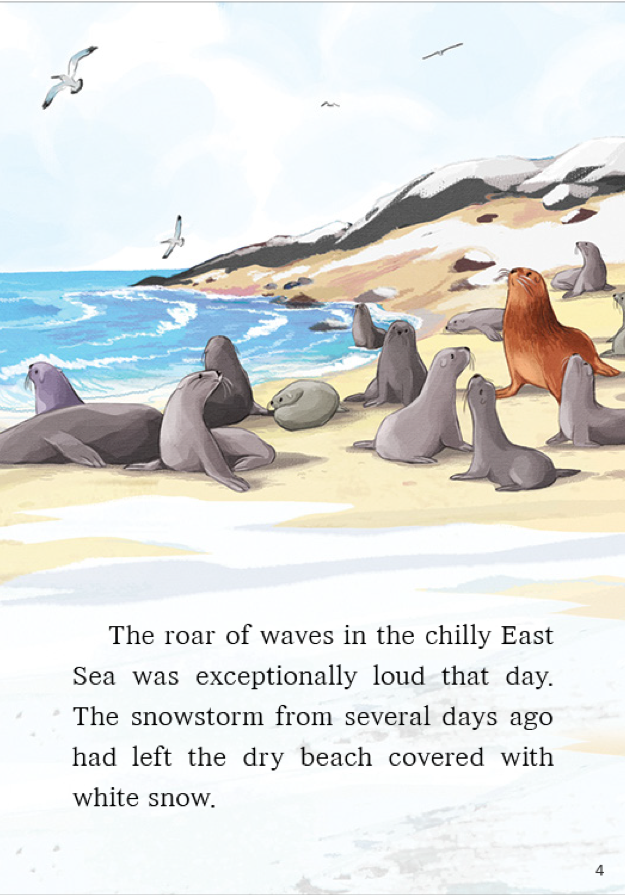 The roar of waves in the chilly East
Sea was exceptionally loud that day.
The snowstorm from several days ago
had left the dry beach covered with
white snow.
4